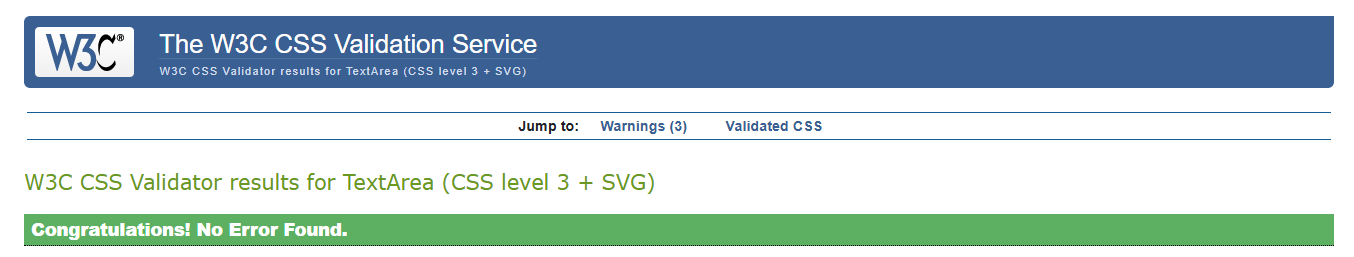 W3C®
The W3C CSS Validation Service
W3C CSS Validator results for TextArea (CSS level 3 + SVG)
Jump to: Warnings (3) Validated CSS
W3C CSS Validator results for TextArea (CSS level 3 + SVG)
Congratulations! No Error Found.